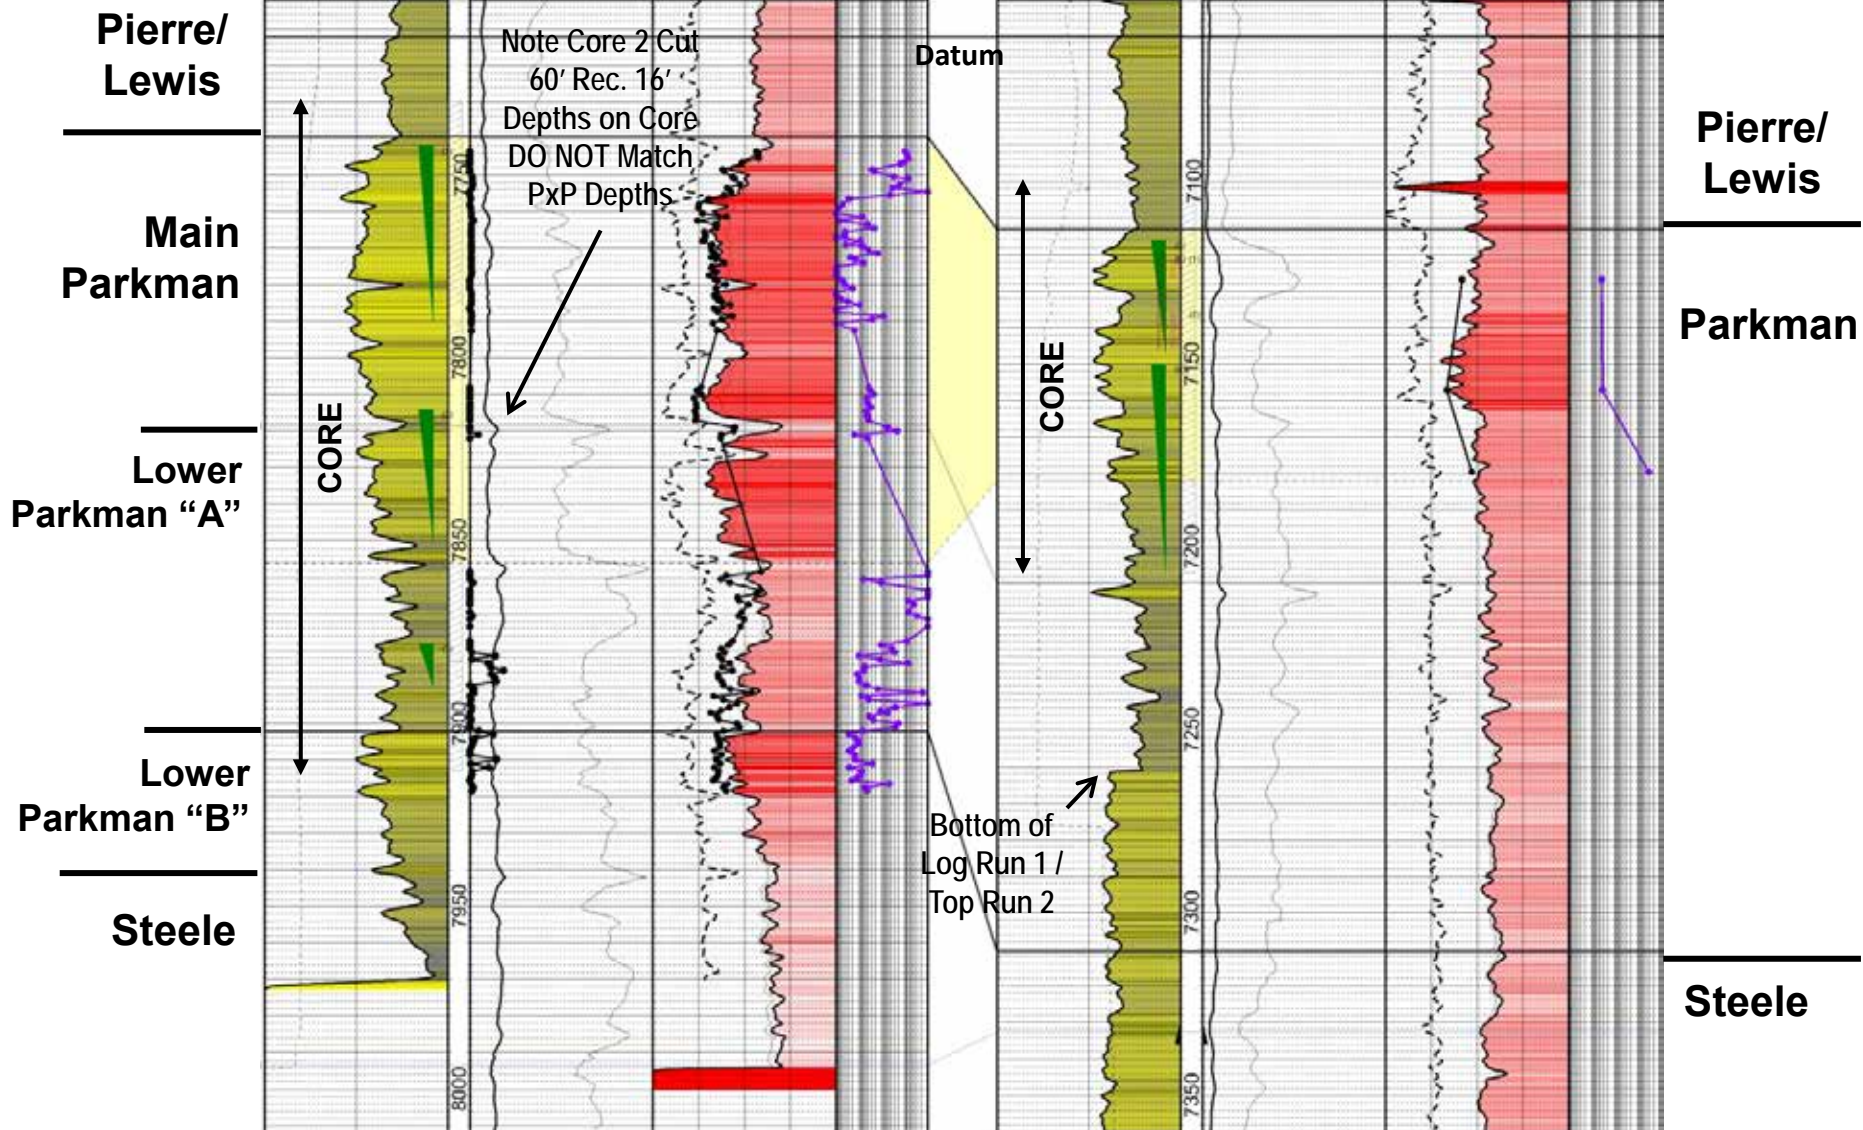 Pierre/
Lewis
Main
Parkman
Lower
Parkman “A”
Lower
Parkman “B”
Steele
CORE
7750
7800
7850
7900
7950
8000
Note Core 2 Cut
60’ Rec. 16’
Depths on Core
DO NOT Match
PxP Depths
Datum
CORE
Bottom of
Log Run 1 /
Top Run 2
7100
7150
7200
7250
7300
7350
Pierre/
Lewis
Parkman
Steele